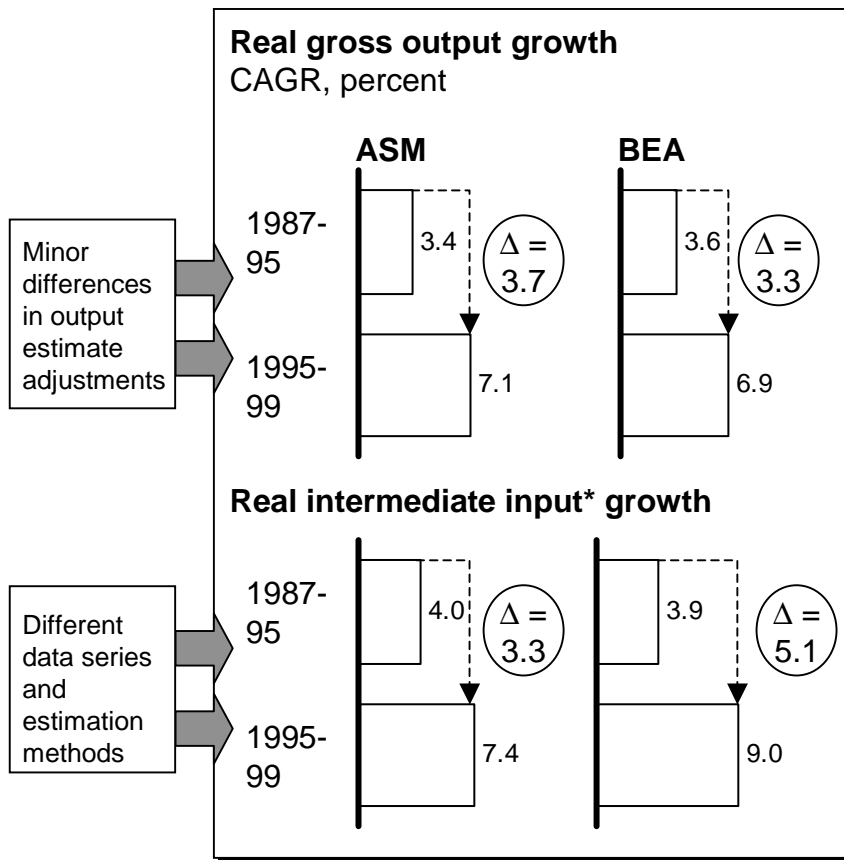 Real gross output growth
CAGR, percent
ASM
BEA
Minor
differences
in output
estimate
adjustments
1987-
95
3.4
Δ =
3.7
3.6
Δ =
3.3
1995-
99
7.1
6.9
Real intermediate input* growth
Different
data series
and
estimation
methods
1987-
95
4.0
Δ =
3.3
3.9
Δ =
5.1
1995-
99
7.4
9.0